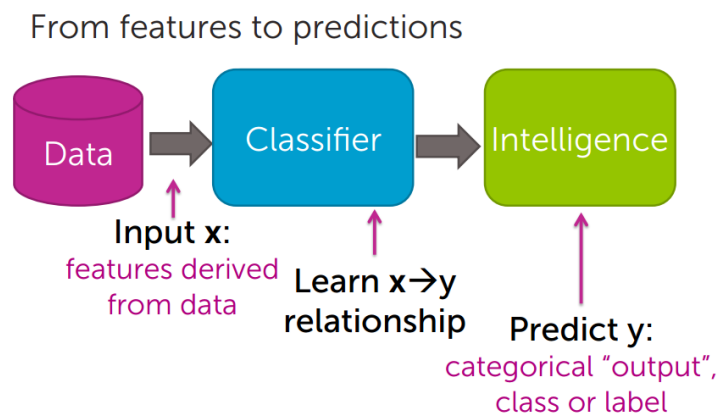 From features to predictions
Data
Classifier
Intelligence
Input x:
features derived
from data
Learn x→y
relationship
Predict y:
categorical “output”,
class or label